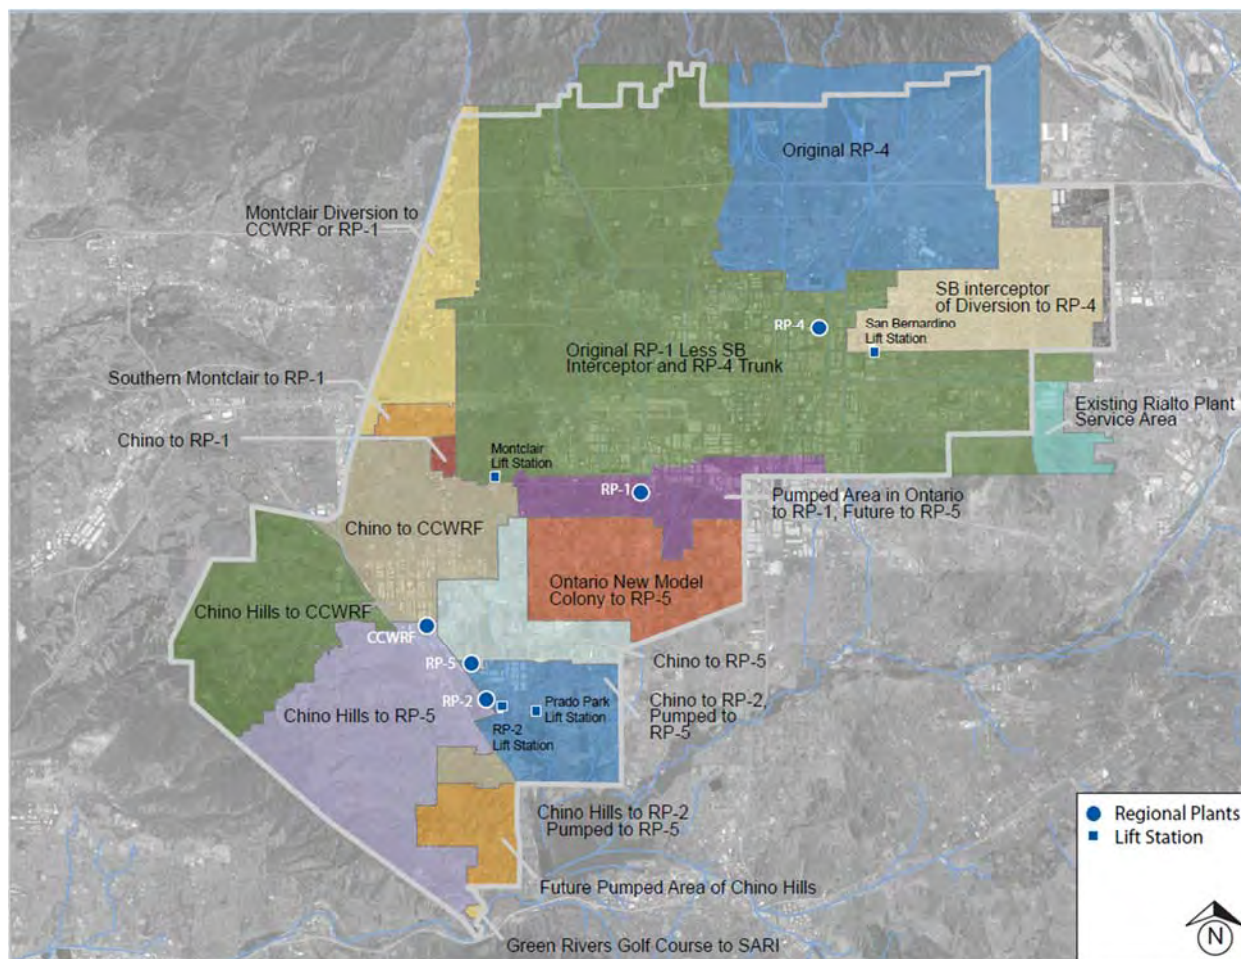 Original RP-4
Montclair Diversion to
CCWRF or RP-1
SB interceptor
of Diversion to RP-4
RP-4
San Bernardino
Lift Station
Original RP-1 Less SB
Interceptor and RP-4 Trunk
Southern Montclair to RP-1
Existing Rialto Plant
Service Area
Chino to RP-1
Montclair
Lift Station
RP-1
Pumped Area in Ontario
to RP-1, Future to RP-5
Chino to CCWRF
Ontario New Model
Colony to RP-5
Chino Hills to CCWRF
CCWRF
RP-5
Chino to RP-5
RP-2
Prado Park
Lift Station
Chino to RP-2,
Pumped to
RP-5
Chino Hills to RP-5
RP-2
Lift Station
Chino Hills to RP-2
Pumped to RP-5
Future Pumped Area of Chino Hills
Green Rivers Golf Course to SARI
Regional Plants
Lift Station
N